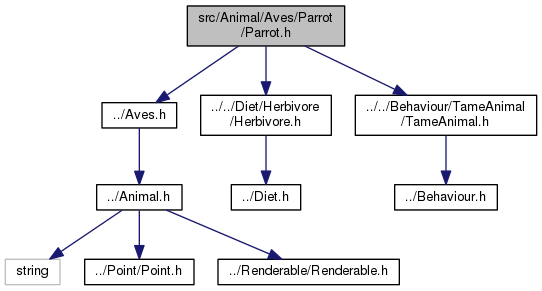 src/Animal/Aves/Parrot
/Parrot.h
../Aves.h
../../Diet/Herbivore
/Herbivore.h
../../Behaviour/TameAnimal
/TameAnimal.h
../Animal.h
../Diet.h
../Behaviour.h
string
../Point/Point.h
../Renderable/Renderable.h